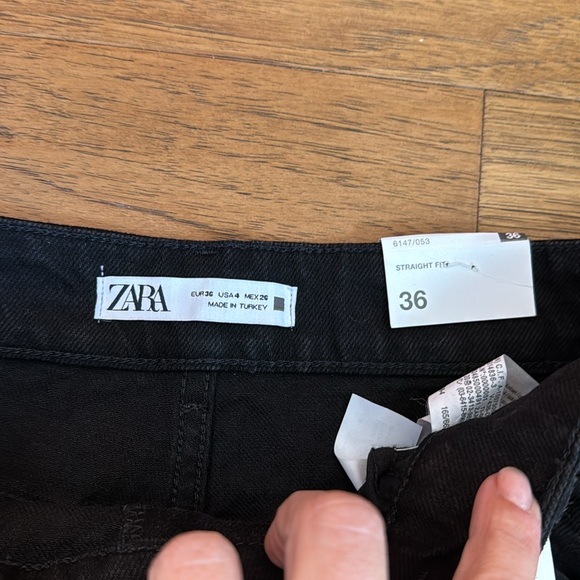 ZARA
EUR 36 USA 4 MEX 26
MADE IN TURKEY
6147/053
36
STRAIGHT FIT
36